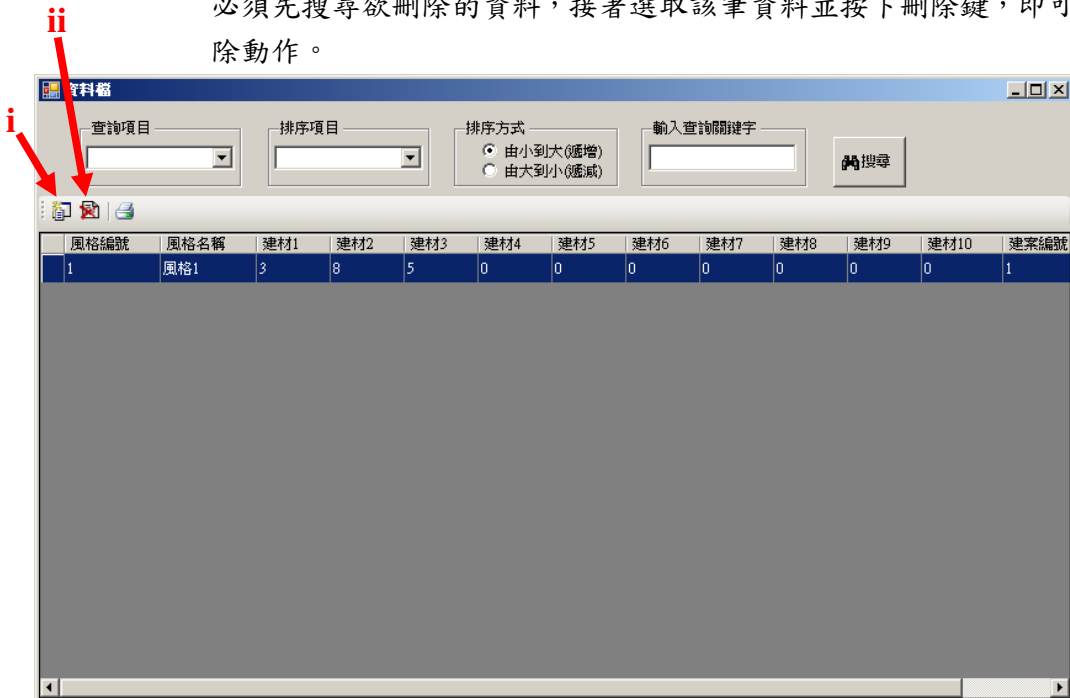 必須先搜尋欲刪除的資料，接著選取該筆資料並按下刪除鍵，即可
除動作。
ii
i
資料檔
查詢項目 排序項目 排序方式 輸入查詢關鍵字
由小到大(遞增)
由大到小(遞減)
搜尋
風格編號 風格名稱 建材1 建材2 建材3 建材4 建材5 建材6 建材7 建材8 建材9 建材10 建案編號
1 風格1 3 8 5 0 0 0 0 0 0 0 1